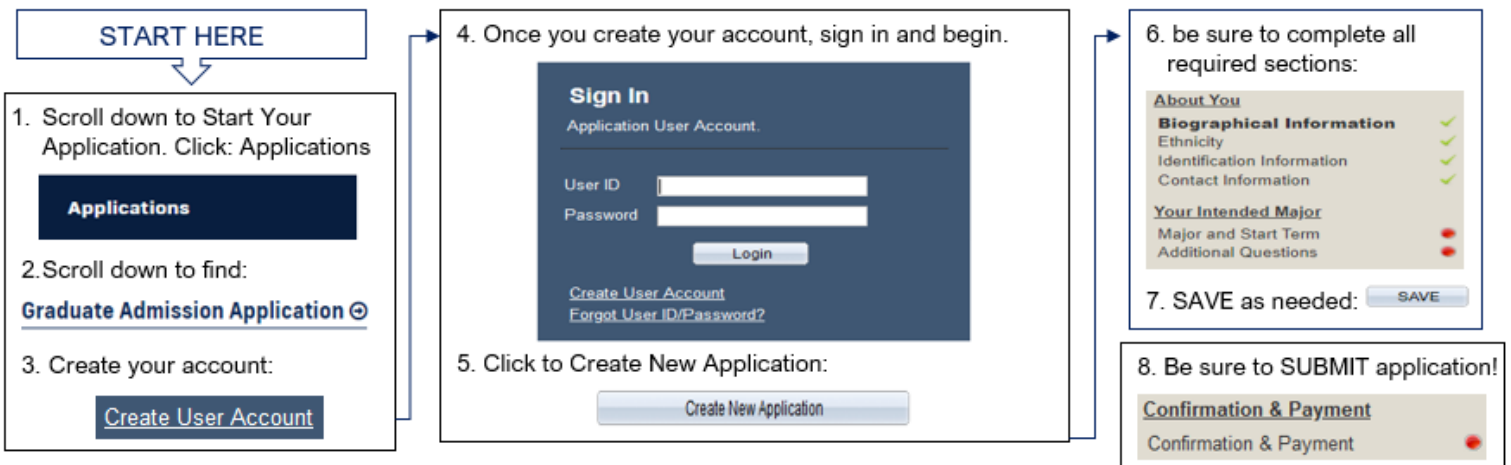 START HERE
1. Scroll down to Start Your
Application. Click: Applications
Applications
2.Scroll down to find:
Graduate Admission Application
3. Create your account:
Create User Account
4. Once you create your account, sign in and begin.
Sign In
Application User Account.
User ID
Password
Login
Create User Account
Forgot User ID/Password?
5. Click to Create New Application:
Create New Application
6. be sure to complete all
required sections:
About You
Biographical Information
Ethnicity
Identification Information
Contact Information
Your Intended Major
Major and Start Term
Additional Questions
7. SAVE as needed: SAVE
8. Be sure to SUBMIT application!
Confirmation & Payment
Confirmation & Payment